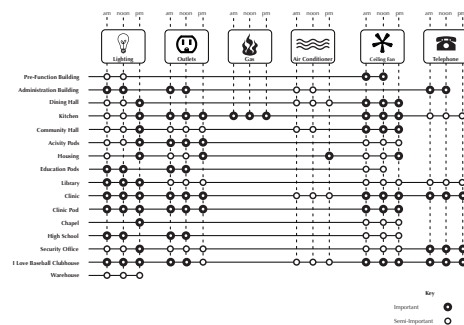 am noon pm am noon pm am noon pm am noon pm am noon pm am noon pm
Lighting Outlets Gas Air Conditioner Ceiling fan Telephone
Pre-Function Building
Administration Building
Dining Hall
Kitchen
Community Hall
Acivity Pods
Housing
Education Pods
Library
Clinic
Clinic Pod
Chapel
High School
Security Office
I Love Baseball Clubhouse
Warehouse
Key
Important
Semi-Important